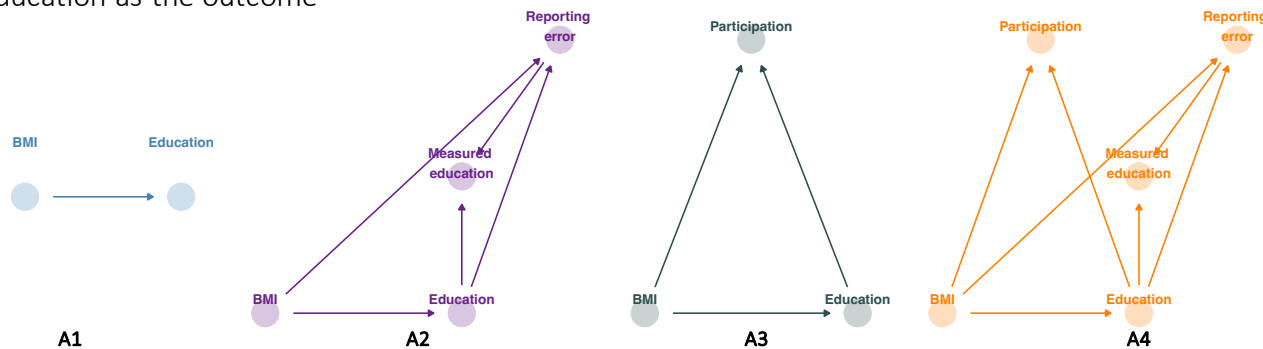 ducation as the outcome
BMI
Education
A1
Reporting
error
Measured
education
BMI
Education
A2
Participation
BMI
Education
A3
Participation
Reporting
error
Measured
education
BMI
Education
A4